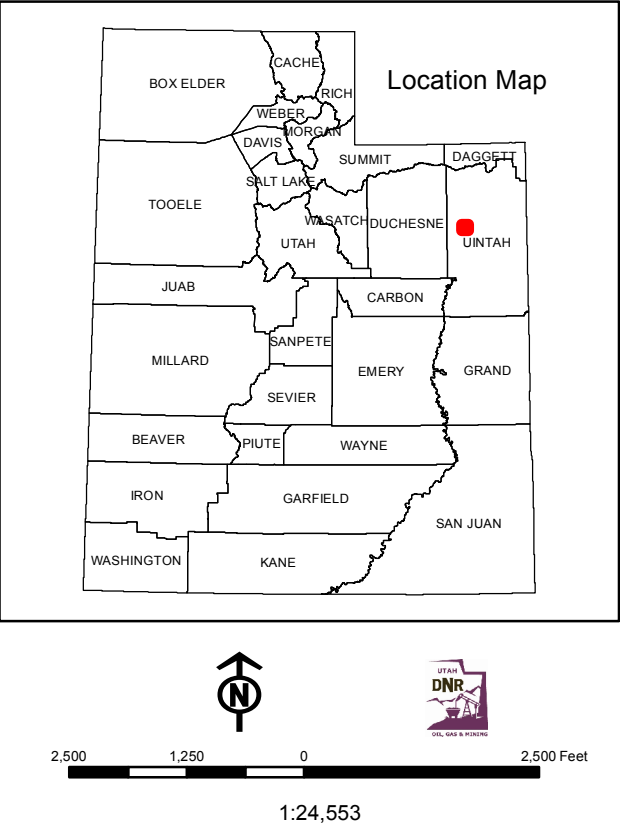 Location Map
CACHE
BOX ELDER
RICH
WEBER
MORGAN
DAVIS
SUMMIT
DAGGETT
SALT LAKE
TOOELE
WASATCH
DUCHESNE
UINTAH
UTAH
JUAB
CARBON
SANPETE
MILLARD
EMERY
GRAND
SEVIER
BEAVER
PIUTE
WAYNE
IRON
GARFIELD
SAN JUAN
WASHINGTON
KANE
N
UTAH
DNR
OIL, GAS & MINING
2,500 1,250 0 2,500 Feet
1:24,553